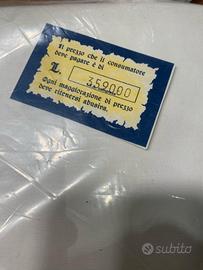 Il prezzo che il consumatore
deve pagare è di
L. 359000
Ogni maggiorazione di prezzo
deve ritenersi abusiva.
subito